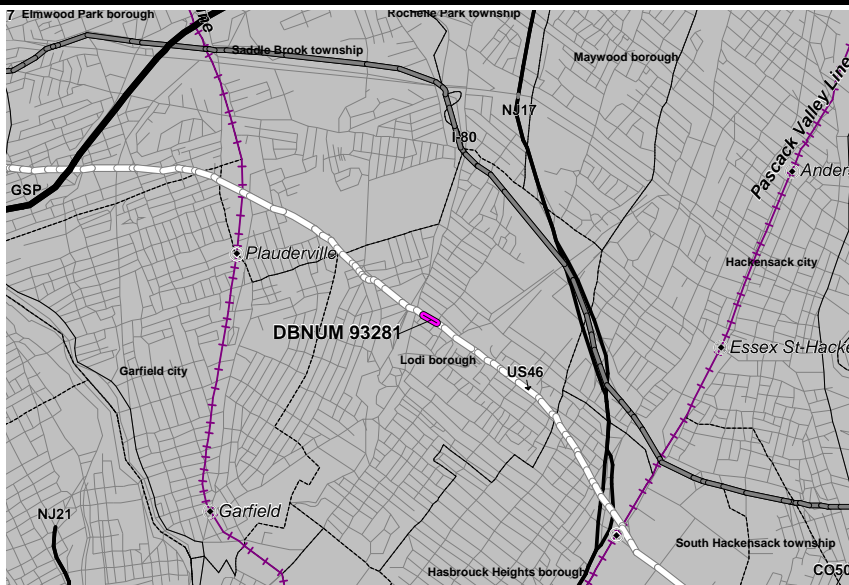 7 Elmwood Park borough
Rochelle Park township
ine
Saddle Brook township
Maywood borough
NJ17
Pascack Valley Line
I-80
Ander
GSP
Plauderville
Hackensack city
DBNUM 93281
Essex St-Hacke
Lodi borough
US46
Garfield city
Garfield
NJ21
South Hackensack township
Hasbrouck Heights borough
CO50